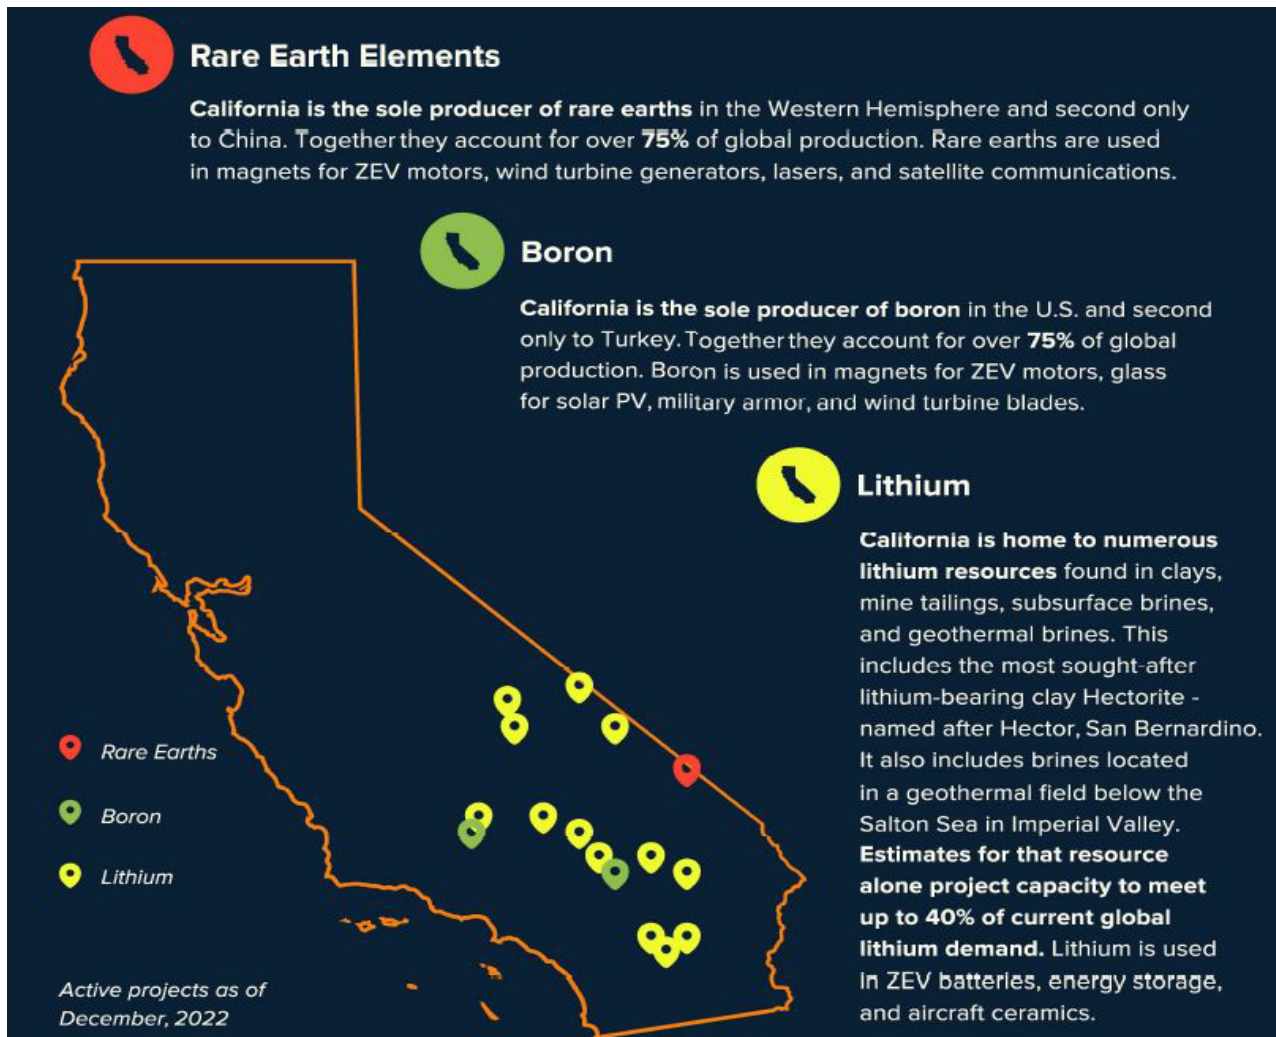 Rare Earth Elements
California is the sole producer of rare earths in the Western Hemisphere and second only
to China. Together they account for over 75% of global production. Rare earths are used
in magnets for ZEV motors, wind turbine generators, lasers, and satellite communications.
Boron
California is the sole producer of boron in the U.S. and second
only to Turkey. Together they account for over 75% of global
production. Boron is used in magnets for ZEV motors, glass
for solar PV, military armor, and wind turbine blades.
Lithium
California is home to numerous
lithium resources found in clays,
mine tailings, subsurface brines,
and geothermal brines. This
includes the most sought-after
lithium-bearing clay Hectorite -
named after Hector, San Bernardino.
It also includes brines located
in a geothermal field below the
Salton Sea in Imperial Valley.
Estimates for that resource
alone project capacity to meet
up to 40% of current global
lithium demand. Lithium is used
in ZEV batteries, energy storage,
and aircraft ceramics.
Rare Earths
Boron
Lithium
Active projects as of
December, 2022